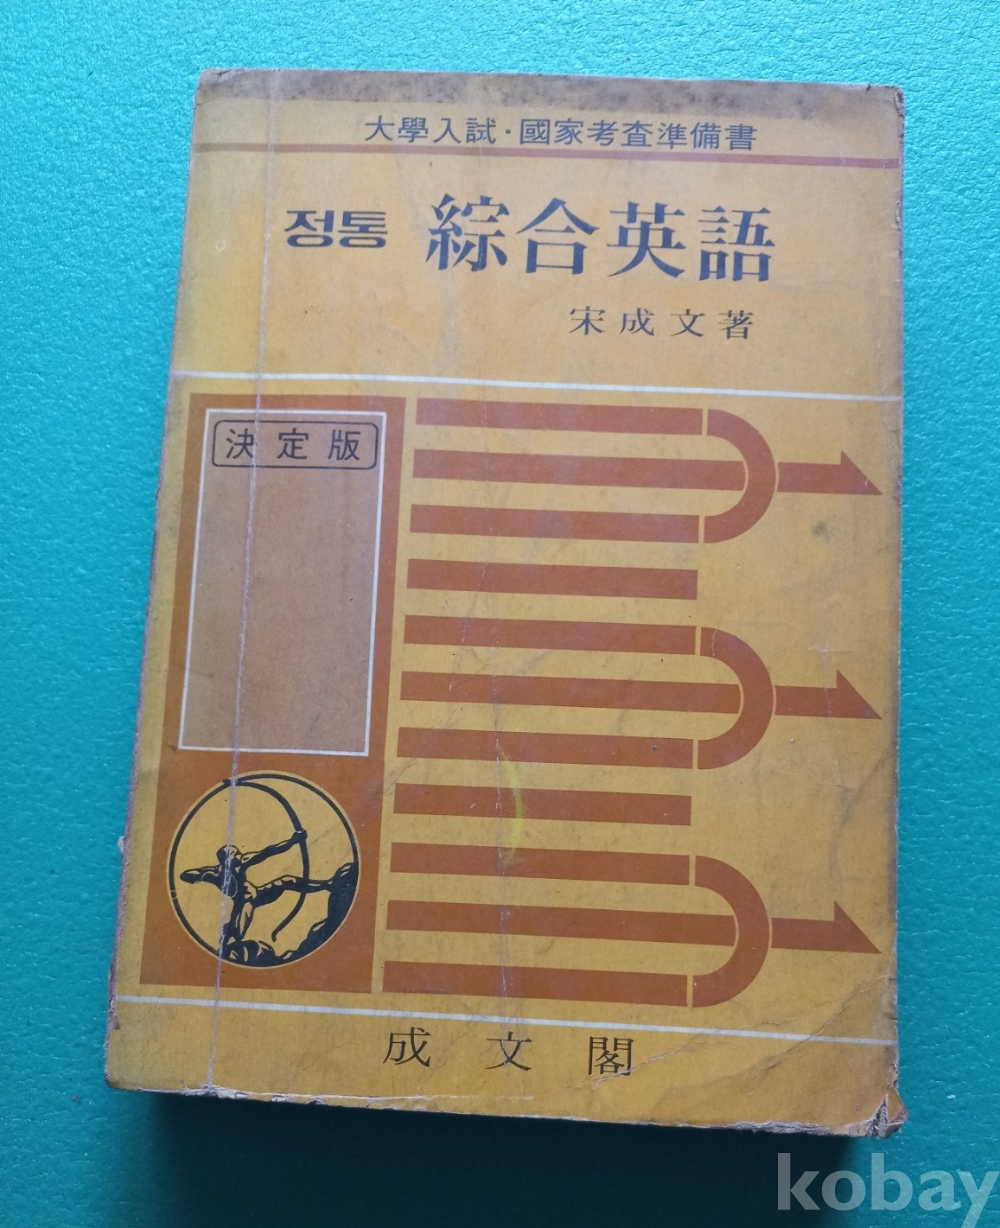 大學入試·國家考査準備書
정통 綜合英語
宋成文著
決定版
成文閣
kobay